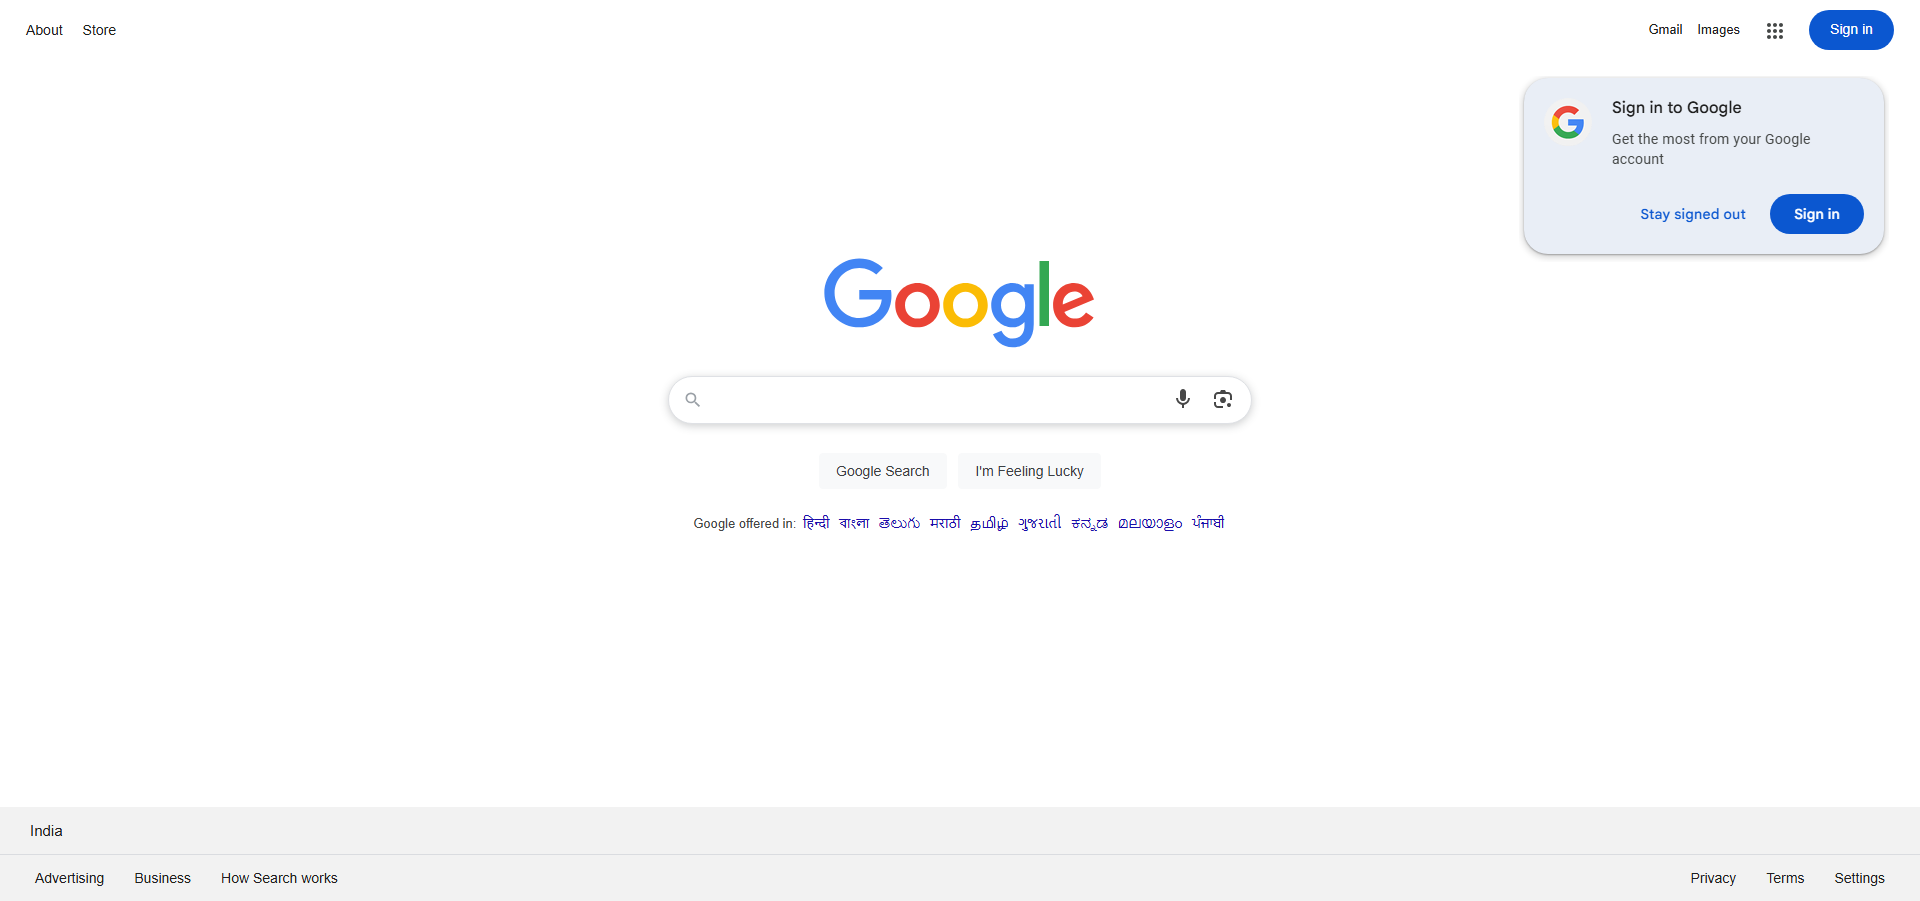 About Store
Gmail Images Sign in
Sign in to Google
Get the most from your Google
account
Stay signed out Sign in
Google
Google Search I'm Feeling Lucky
Google offered in: हिन्दी বাংলা తెలుగు मराठी தமிழ் ગુજરાતી ಕನ್ನಡ മലയാളം ਪੰਜਾਬੀ
India
Advertising Business How Search works
Privacy Terms Settings